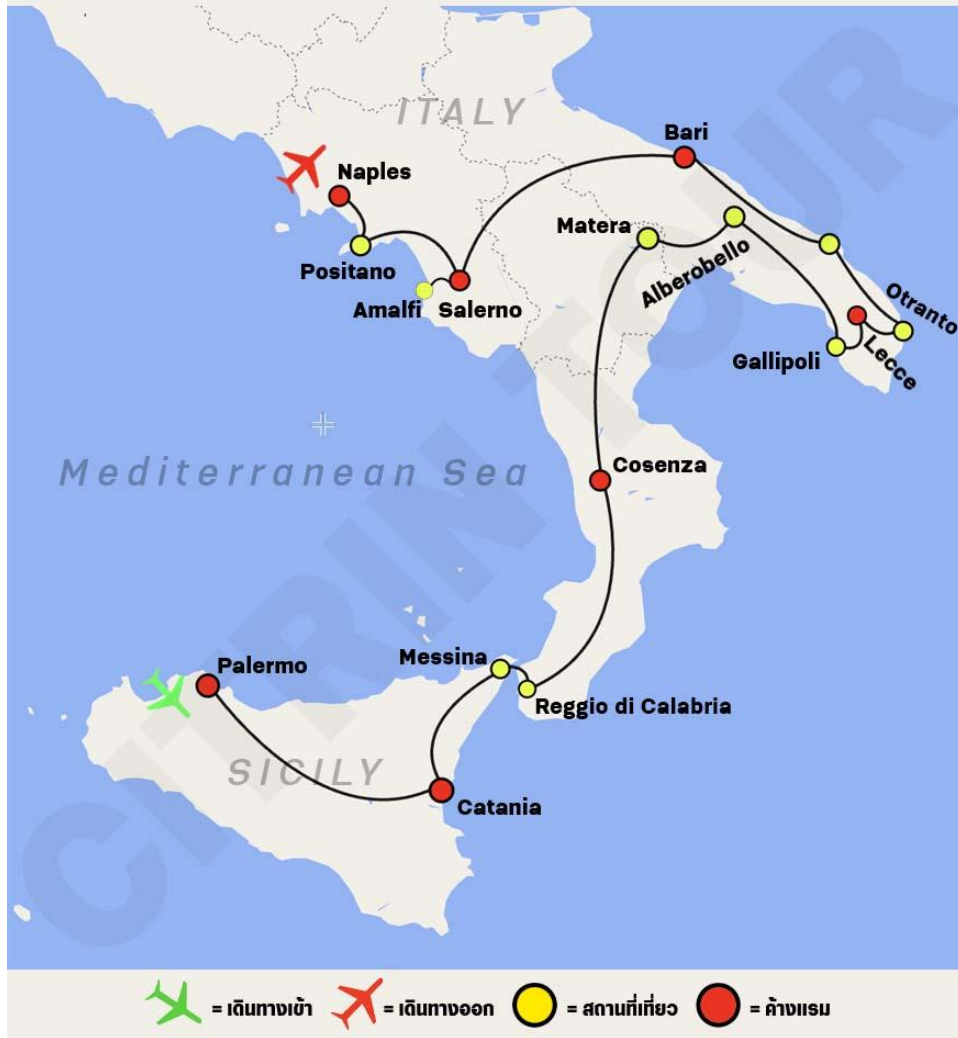 ITALY
Bari
Naples
Matera
Positano
Alberobello
Amalfi
Salerno
Otranto
Gallipoli
Lecce
Mediterranean Sea
Cosenza
Messina
Palermo
Reggio di Calabria
SICILY
Catania
CITRIN TOUR
= เดินทางเข้า
= เดินทางออก
= สถานที่เที่ยว
= ค้างแรม